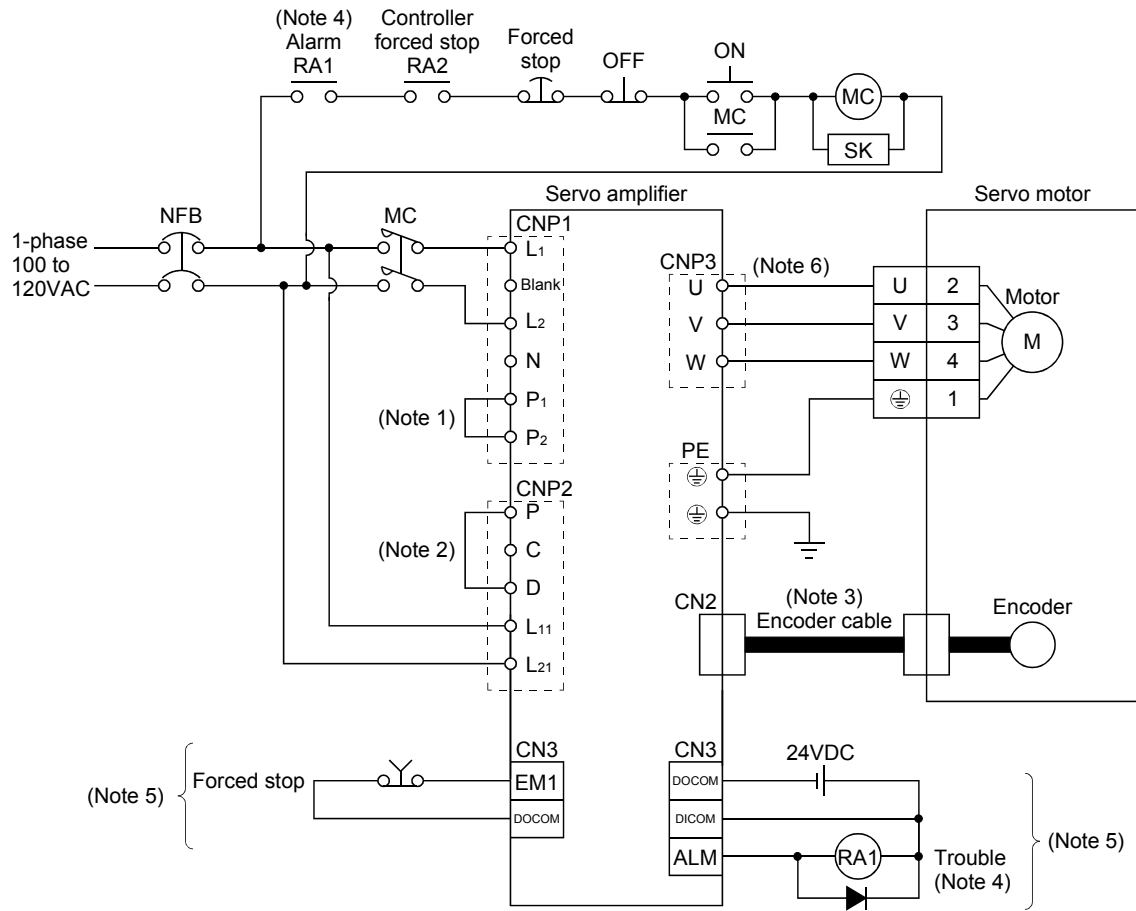 (Note 4)
Alarm
RA1
Controller
forced stop
RA2
Forced
stop
OFF
ON
MC
MC
SK
Servo amplifier
Servo motor
NFB
MC
CNP1
1-phase
100 to
120VAC
L1
Blank
L2
N
P1
P2
(Note 1)
CNP3
(Note 6)
U
V
W
U 2
V 3
W 4
1
Motor
M
PE
CNP2
P
C
D
L11
L21
(Note 2)
CN2
(Note 3)
Encoder cable
Encoder
CN3
(Note 5)
Forced stop
EM1
DOCOM
CN3
24VDC
DOCOM
DICOM
ALM
RA1
Trouble
(Note 4)
(Note 5)